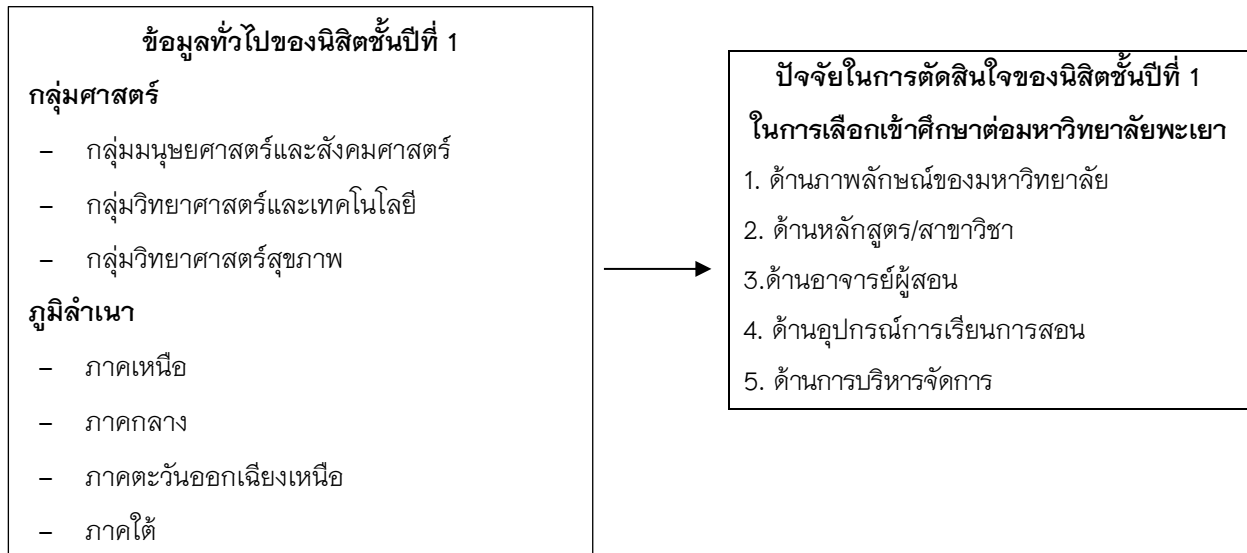 ข้อมูลทั่วไปของนิสิตชั้นปีที่ 1
กลุ่มศาสตร์
– กลุ่มมนุษยศาสตร์และสังคมศาสตร์
– กลุ่มวิทยาศาสตร์และเทคโนโลยี
– กลุ่มวิทยาศาสตร์สุขภาพ
ภูมิลำเนา
– ภาคเหนือ
– ภาคกลาง
– ภาคตะวันออกเฉียงเหนือ
– ภาคใต้
ปัจจัยในการตัดสินใจของนิสิตชั้นปีที่ 1
ในการเลือกเข้าศึกษาต่อมหาวิทยาลัยพะเยา
1. ด้านภาพลักษณ์ของมหาวิทยาลัย
2. ด้านหลักสูตร/สาขาวิชา
3.ด้านอาจารย์ผู้สอน
4. ด้านอุปกรณ์การเรียนการสอน
5. ด้านการบริหารจัดการ